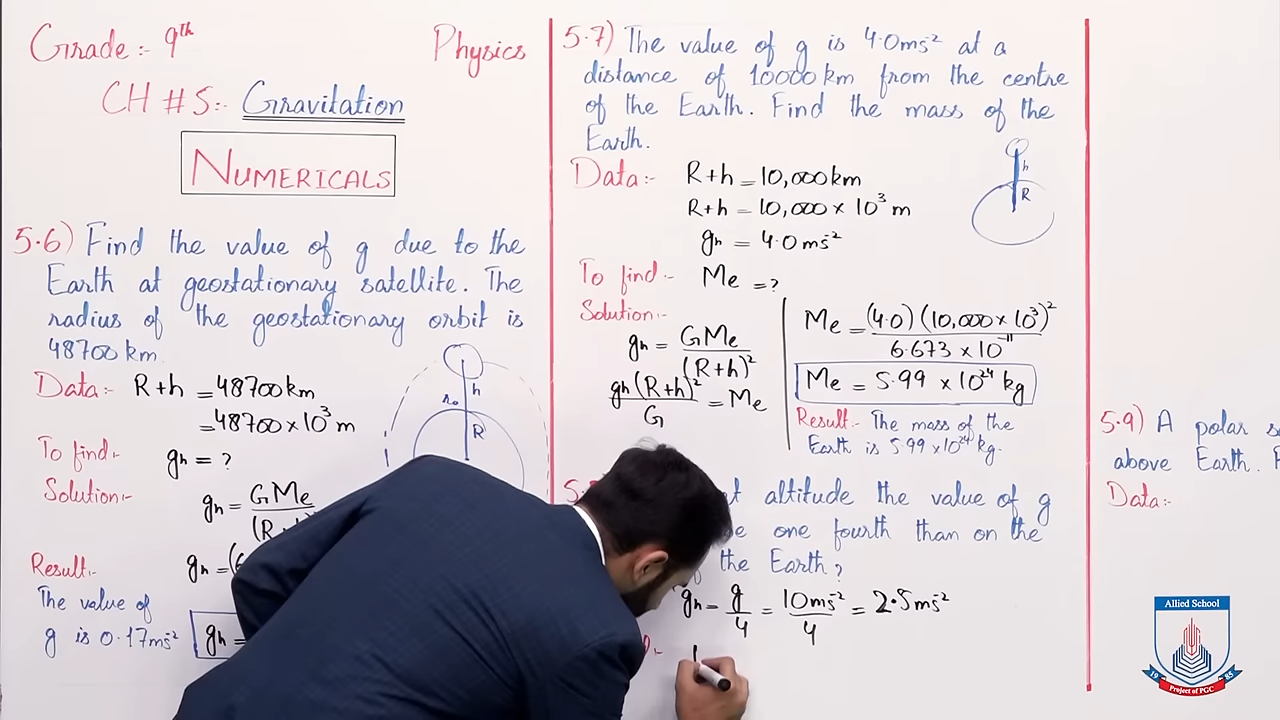 Grade:- 9th
Physics
CH # 5:- Gravitation
NUMERICALS
5.6) Find the value of g due to the
Earth at geostationary satellite. The
radius of the geostationary orbit is
48700 km.
Data:- R+h = 48700 km
= 48700 × 10³ m
To find:-
gh = ?
Solution:-
gh = GMe
Result:-
The value of
g is 0.17 ms⁻²
gh =
h
r₀
R
5.7) The value of g is 4.0 ms⁻² at a
distance of 10000 km from the centre
of the Earth. Find the mass of the
Earth.
Data:- R+h = 10,000 km
R+h = 10,000 × 10³ m
gh = 4.0 ms⁻²
h
R
To find:- Me = ?
Solution:-
gh = GMe / (R+h)²
gh (R+h)² / G = Me
Me = (4.0) (10,000 × 10³)² / 6.673 × 10⁻¹¹
Me = 5.99 × 10²⁴ kg
Result:- The mass of the
Earth is 5.99 × 10²⁴ kg.
altitude the value of g
one fourth than on the
the Earth?
gh = g/4 = 10 ms⁻²/4 = 2.5 ms⁻²
5.9) A polar
above Earth.
Data:-
Allied School
19 85
Project of PGC